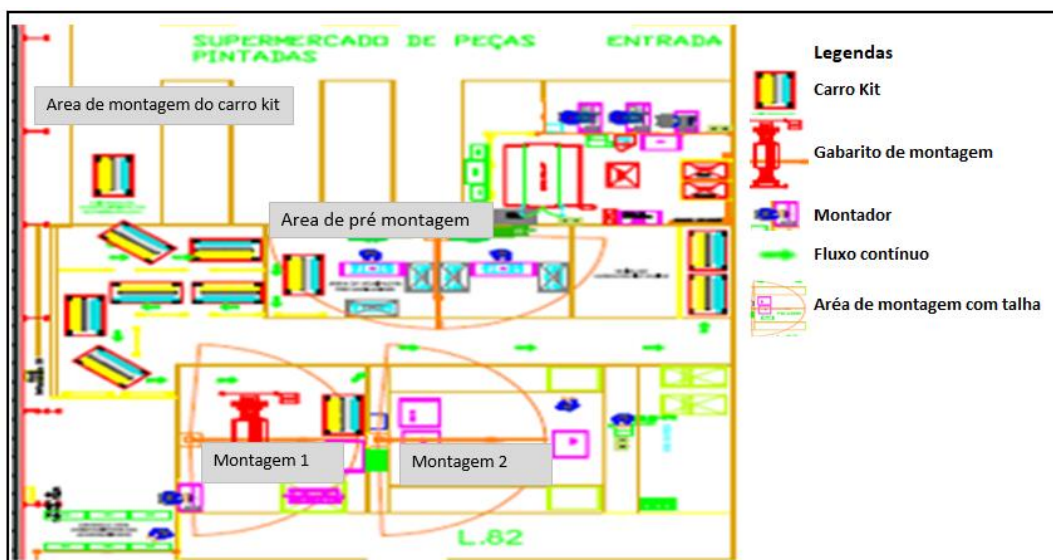 SUPERMERCADO DE PEÇAS
PINTADAS
ENTRADA
Area de montagem do carro kit
Area de pré montagem
Montagem 1
Montagem 2
L.82
Legendas
Carro Kit
Gabarito de montagem
Montador
Fluxo contínuo
Aréa de montagem com talha